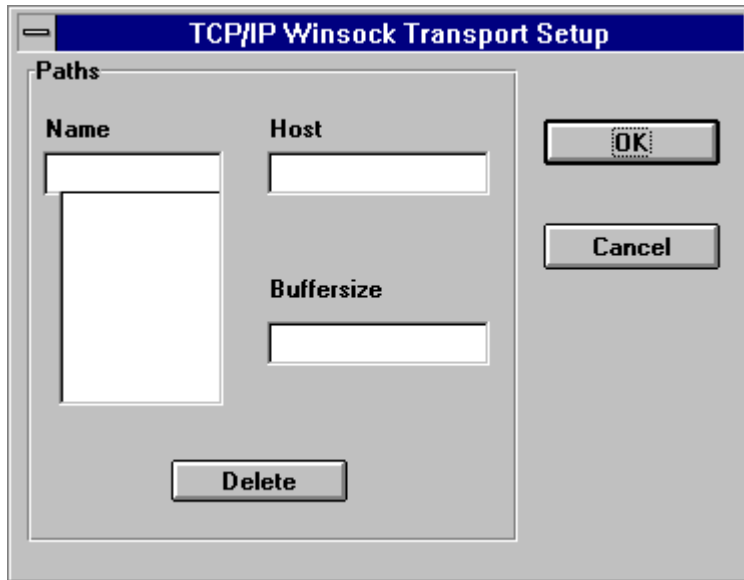 TCP/IP Winsock Transport Setup
Paths
Name
Host
OK
Cancel
Buffersize
Delete